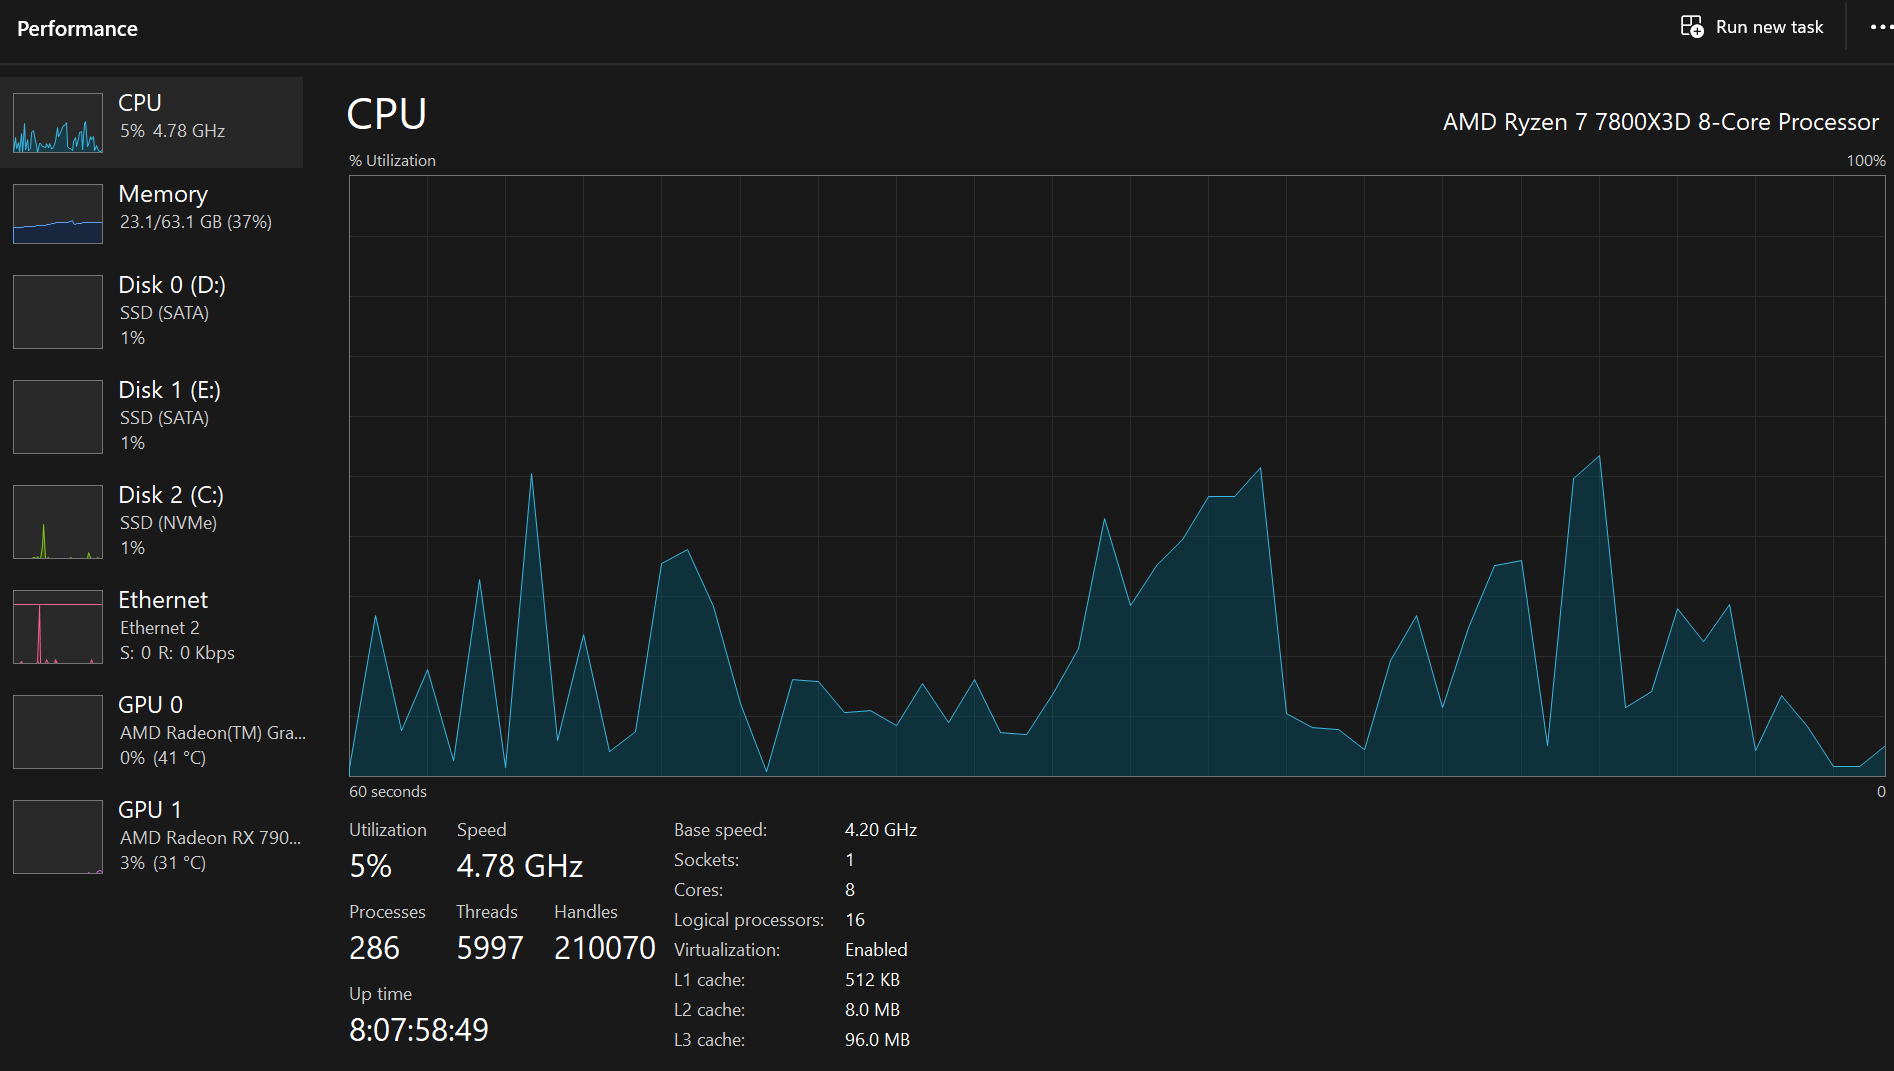 Performance
Run new task
CPU
5% 4.78 GHz
Memory
23.1/63.1 GB (37%)
Disk 0 (D:)
SSD (SATA)
1%
Disk 1 (E:)
SSD (SATA)
1%
Disk 2 (C:)
SSD (NVMe)
1%
Ethernet
Ethernet 2
S: 0 R: 0 Kbps
GPU 0
AMD Radeon(TM) Gra...
0% (41 °C)
GPU 1
AMD Radeon RX 790...
3% (31 °C)
CPU
AMD Ryzen 7 7800X3D 8-Core Processor
% Utilization 100%
60 seconds 0
Utilization Speed
5% 4.78 GHz
Processes Threads Handles
286 5997 210070
Up time
8:07:58:49
Base speed: 4.20 GHz
Sockets: 1
Cores: 8
Logical processors: 16
Virtualization: Enabled
L1 cache: 512 KB
L2 cache: 8.0 MB
L3 cache: 96.0 MB